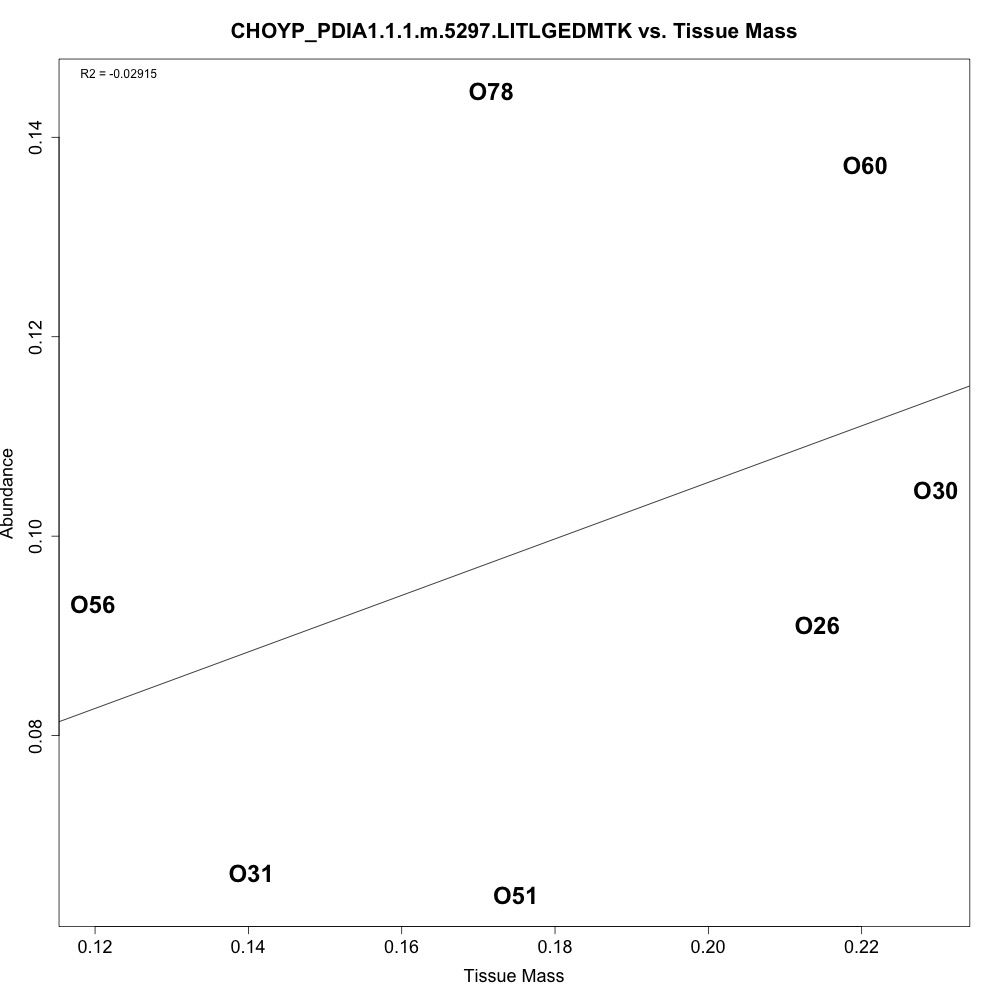 CHOYP_PDIA1.1.1.m.5297.LITLGEDMTK vs. Tissue Mass
R2 = -0.02915
O78
O60
O30
O56
O26
O31
O51
0.14
0.12
0.10
0.08
Abundance
0.12 0.14 0.16 0.18 0.20 0.22
Tissue Mass